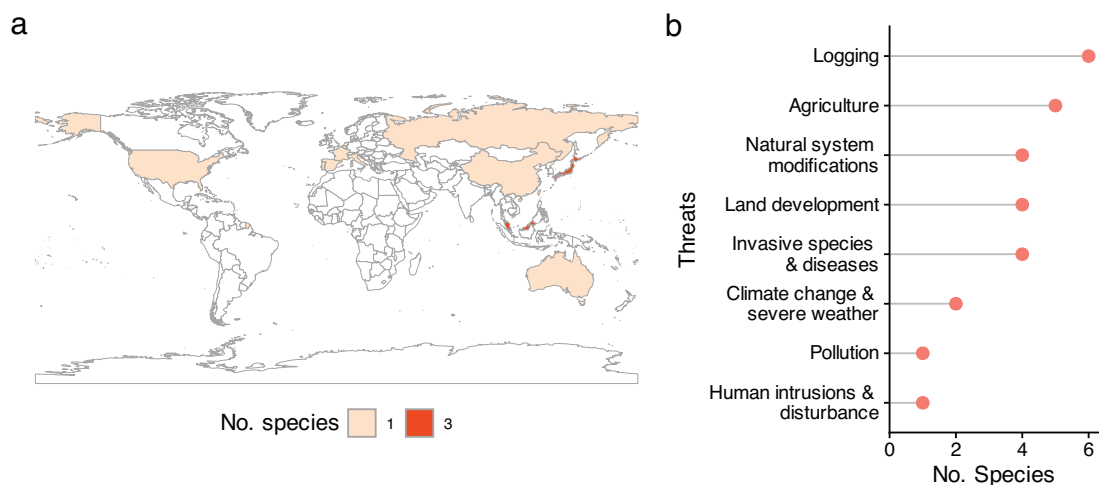 a
No. species
1
3
b
Threats
Logging
Agriculture
Natural system
modifications
Land development
Invasive species
& diseases
Climate change &
severe weather
Pollution
Human intrusions &
disturbance
0
2
4
6
No. Species